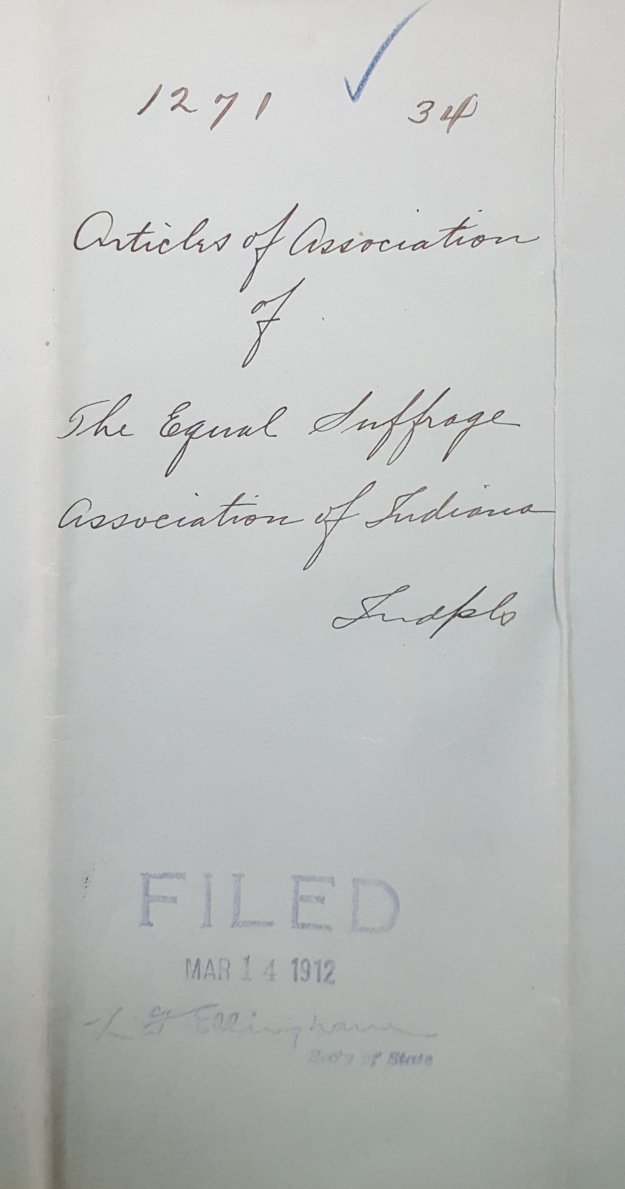 1271 34
Articles of Association
of
The Equal Suffrage
Association of Indiana
Indpls
FILED
MAR 14 1912
L G Ellingham
Secy of State